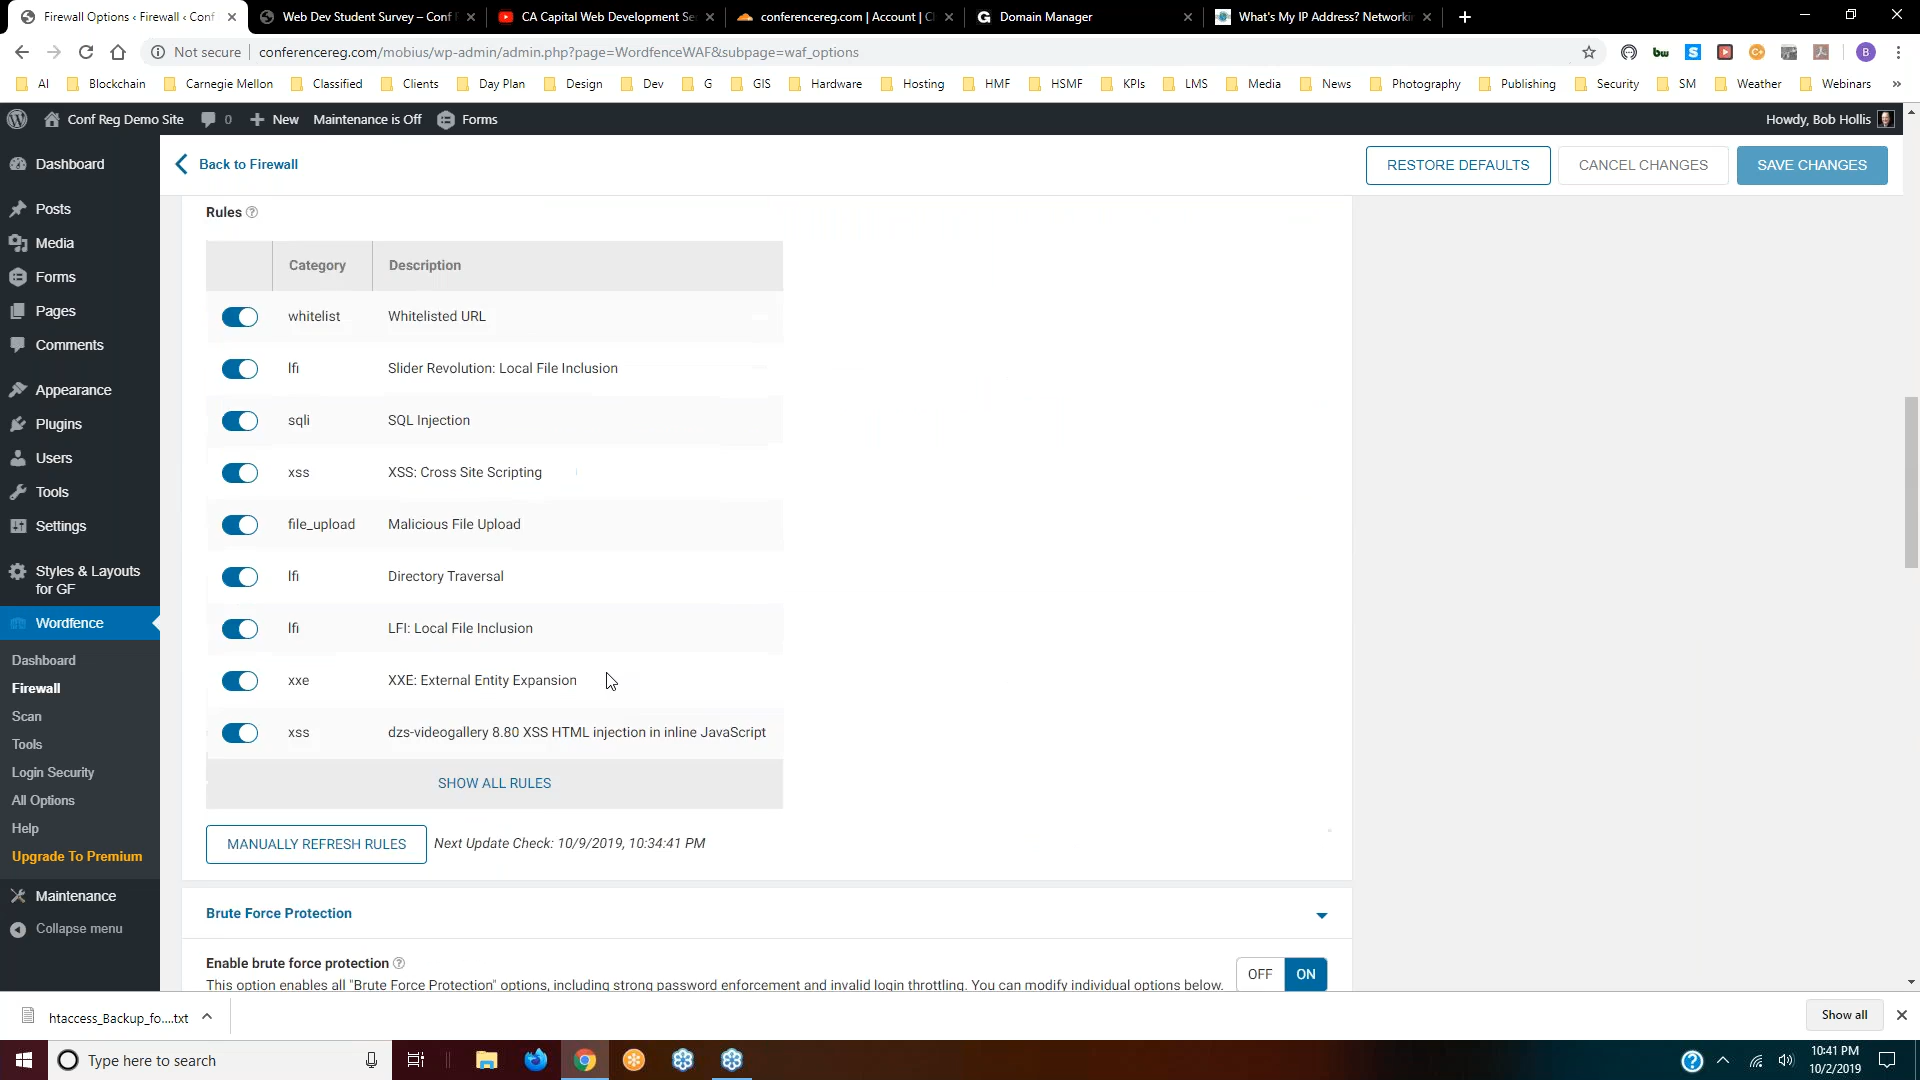 Firewall Options ‹ Firewall ‹ Conf
Web Dev Student Survey – Conf
CA Capital Web Development Se
conferencereg.com | Account | C
Domain Manager
What's My IP Address? Networki
Not secure
conferencereg.com/mobius/wp-admin/admin.php?page=WordfenceWAF&subpage=waf_options
AI
Blockchain
Carnegie Mellon
Classified
Clients
Day Plan
Design
Dev
G
GIS
Hardware
Hosting
HMF
HSMF
KPIs
LMS
Media
News
Photography
Publishing
Security
SM
Weather
Webinars
Conf Reg Demo Site
0
New
Maintenance is Off
Forms
Howdy, Bob Hollis
Dashboard
Posts
Media
Forms
Pages
Comments
Appearance
Plugins
Users
Tools
Settings
Styles & Layouts
for GF
Wordfence
Dashboard
Firewall
Scan
Tools
Login Security
All Options
Help
Upgrade To Premium
Maintenance
Collapse menu
Back to Firewall
RESTORE DEFAULTS
CANCEL CHANGES
SAVE CHANGES
Rules
Category Description
whitelist Whitelisted URL
lfi Slider Revolution: Local File Inclusion
sqli SQL Injection
xss XSS: Cross Site Scripting
file_upload Malicious File Upload
lfi Directory Traversal
lfi LFI: Local File Inclusion
xxe XXE: External Entity Expansion
xss dzs-videogallery 8.80 XSS HTML injection in inline JavaScript
SHOW ALL RULES
MANUALLY REFRESH RULES
Next Update Check: 10/9/2019, 10:34:41 PM
Brute Force Protection
Enable brute force protection
This option enables all "Brute Force Protection" options, including strong password enforcement and invalid login throttling. You can modify individual options below.
OFF
ON
htaccess_Backup_fo....txt
Show all
Type here to search
10:41 PM
10/2/2019